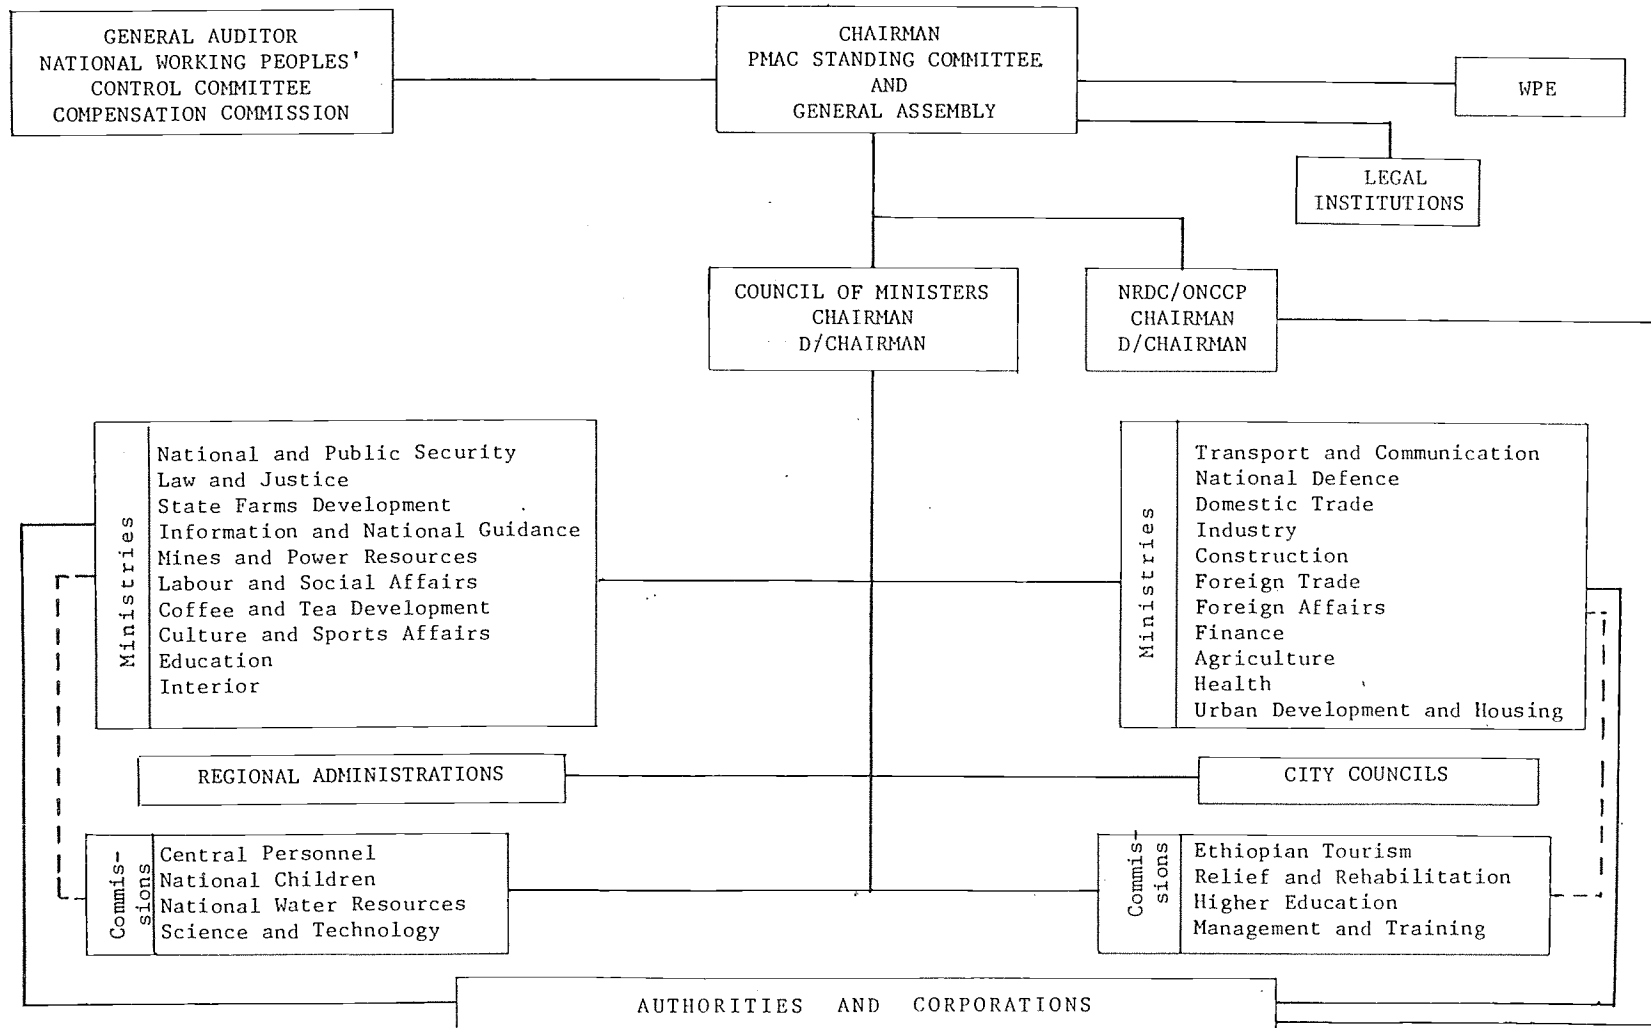 GENERAL AUDITOR
NATIONAL WORKING PEOPLES'
CONTROL COMMITTEE
COMPENSATION COMMISSION
CHAIRMAN
PMAC STANDING COMMITTEE
AND
GENERAL ASSEMBLY
WPE
LEGAL
INSTITUTIONS
COUNCIL OF MINISTERS
CHAIRMAN
D/CHAIRMAN
NRDC/ONCCP
CHAIRMAN
D/CHAIRMAN
Ministries
National and Public Security
Law and Justice
State Farms Development
Information and National Guidance
Mines and Power Resources
Labour and Social Affairs
Coffee and Tea Development
Culture and Sports Affairs
Education
Interior
Ministries
Transport and Communication
National Defence
Domestic Trade
Industry
Construction
Foreign Trade
Foreign Affairs
Finance
Agriculture
Health
Urban Development and Housing
REGIONAL ADMINISTRATIONS
CITY COUNCILS
Commis-
sions
Central Personnel
National Children
National Water Resources
Science and Technology
Commis-
sions
Ethiopian Tourism
Relief and Rehabilitation
Higher Education
Management and Training
AUTHORITIES AND CORPORATIONS